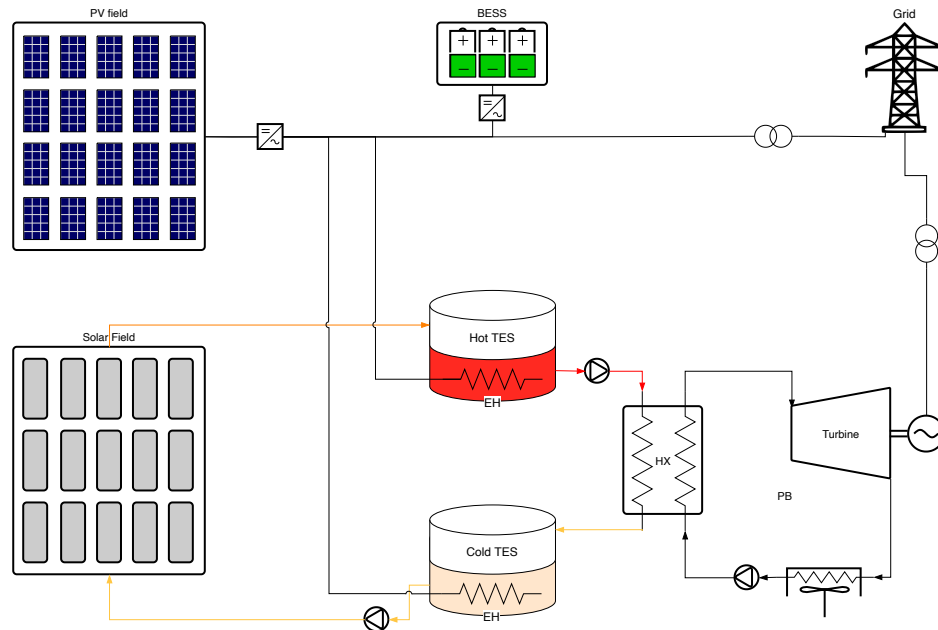 PV field
BESS
Grid
Solar Field
Hot TES
EH
HX
Turbine
PB
Cold TES
EH